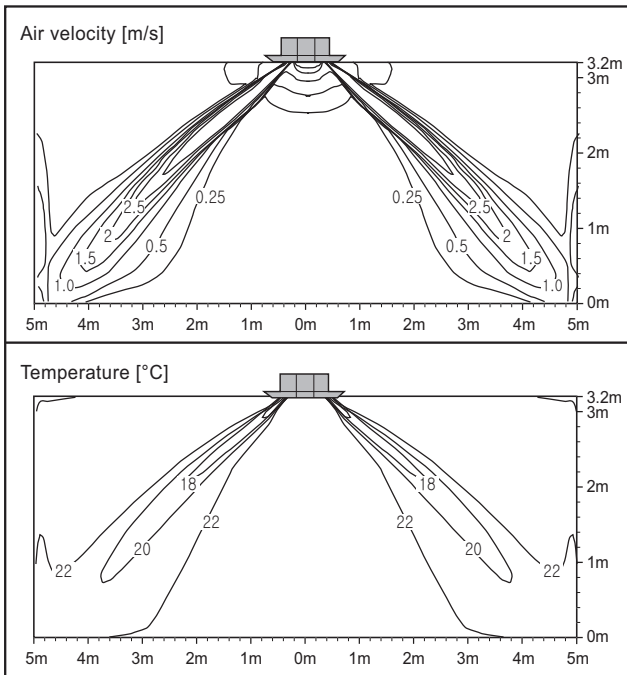 Air velocity [m/s]
3.2m
3m
2m
0.25 0.25
2.5 2.5
2 2
1m
0.5 0.5
1.5 1.5
1.0 1.0
0m
5m 4m 3m 2m 1m 0m 1m 2m 3m 4m 5m
Temperature [°C]
3.2m
3m
18 18
2m
22 22
20 20
22 22
1m
0m
5m 4m 3m 2m 1m 0m 1m 2m 3m 4m 5m